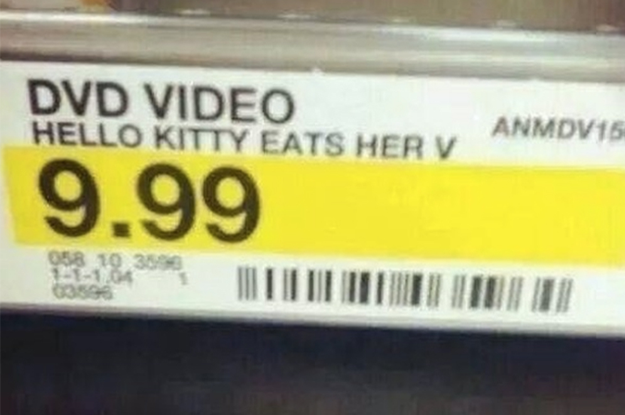 DVD VIDEO
HELLO KITTY EATS HER V
ANMDV15
9.99
058 10 3596
1-1-1.04 1
03596